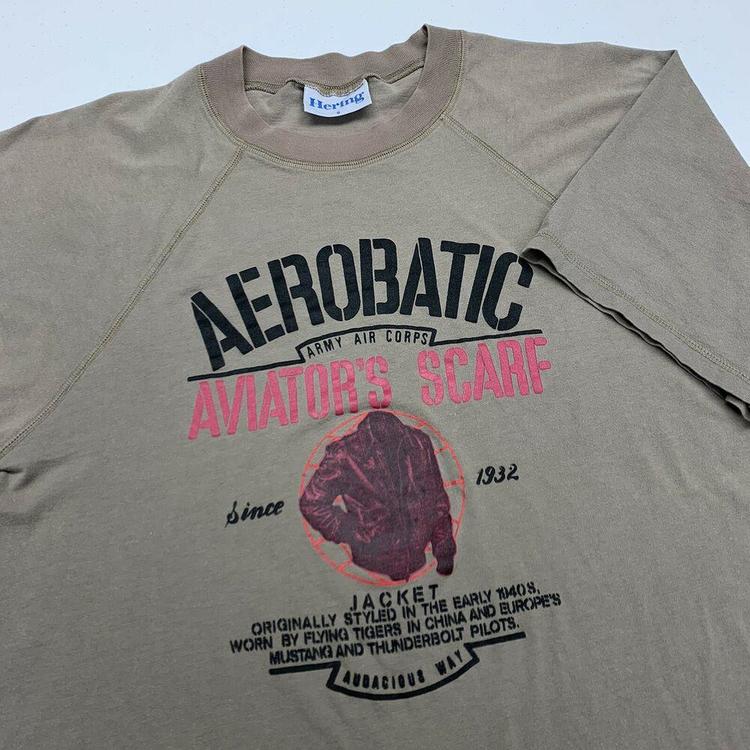 Hering
AEROBATIC
ARMY AIR CORPS
AVIATOR'S SCARF
Since 1932
JACKET
ORIGINALLY STYLED IN THE EARLY 1940S,
WORN BY FLYING TIGERS IN CHINA AND EUROPE'S
MUSTANG AND THUNDERBOLT PILOTS.
AUDACIOUS WAY